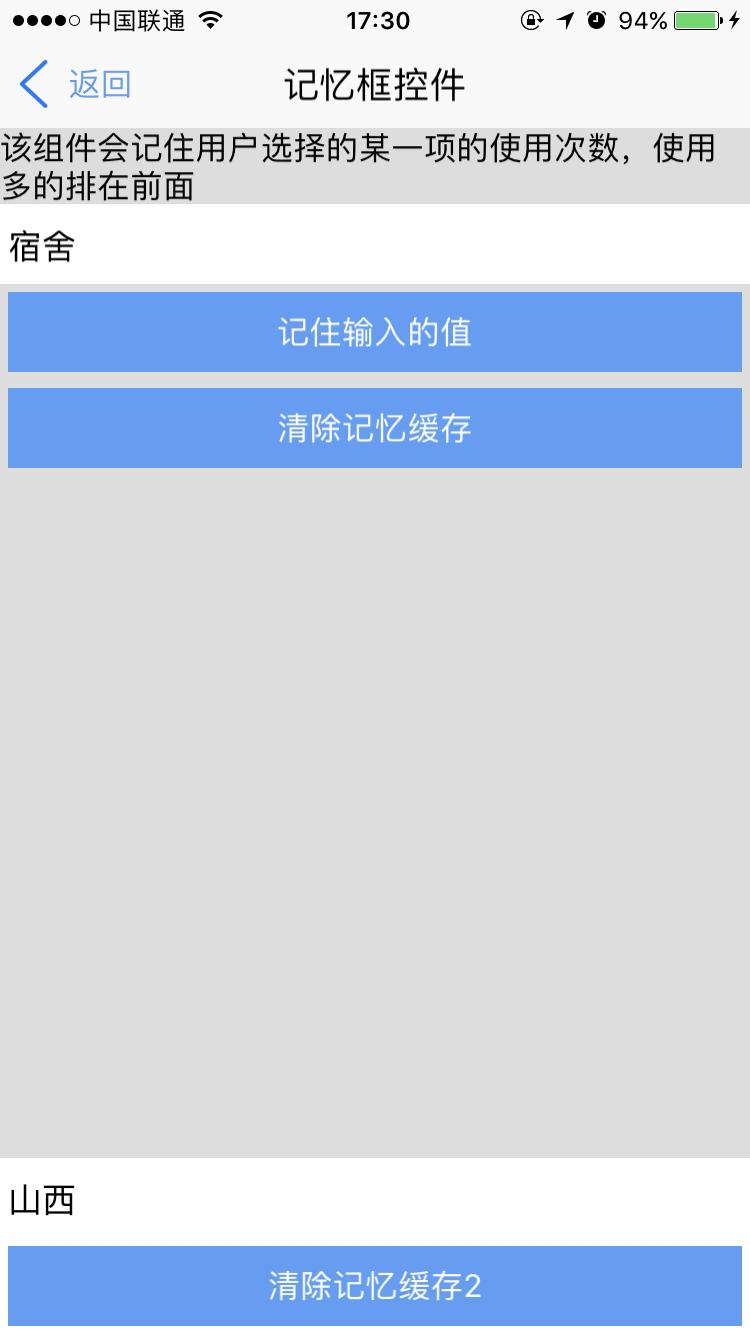 中国联通 17:30 94%
返回 记忆框控件
该组件会记住用户选择的某一项的使用次数，使用
多的排在前面
宿舍
记住输入的值
清除记忆缓存
山西
清除记忆缓存2